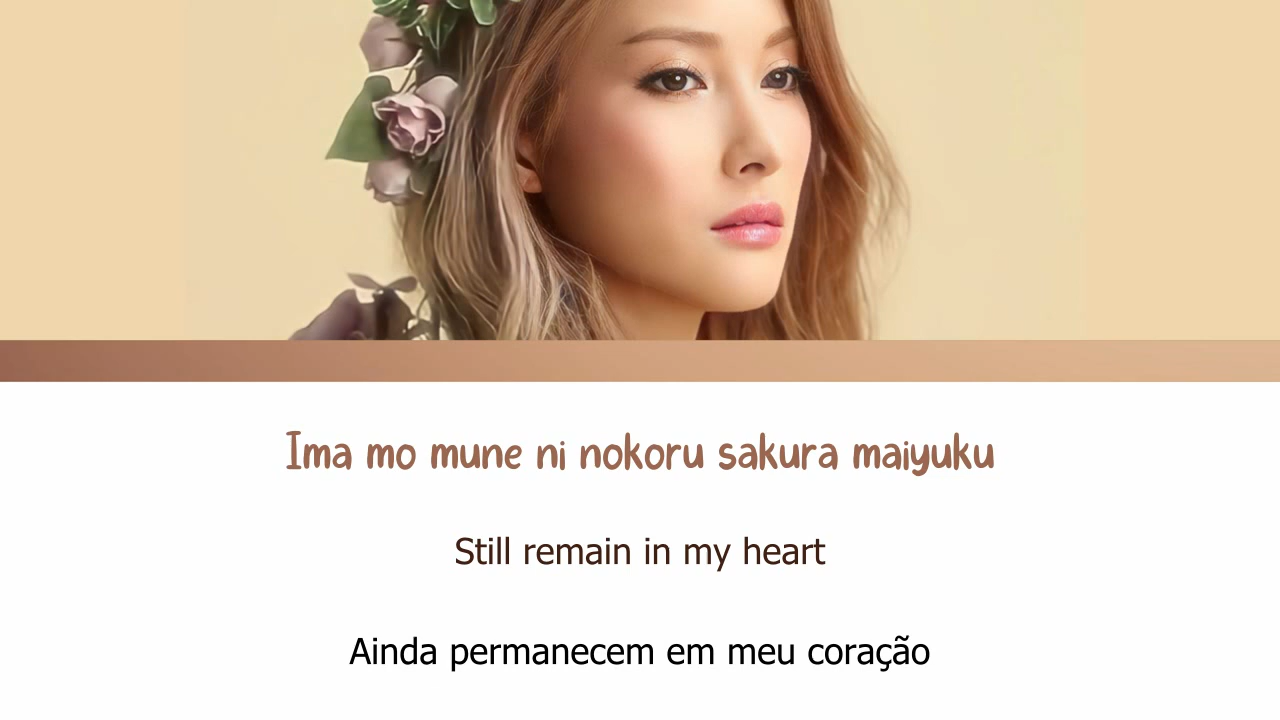 Ima mo mune ni nokoru sakura maiyuku
Still remain in my heart
Ainda permanecem em meu coração